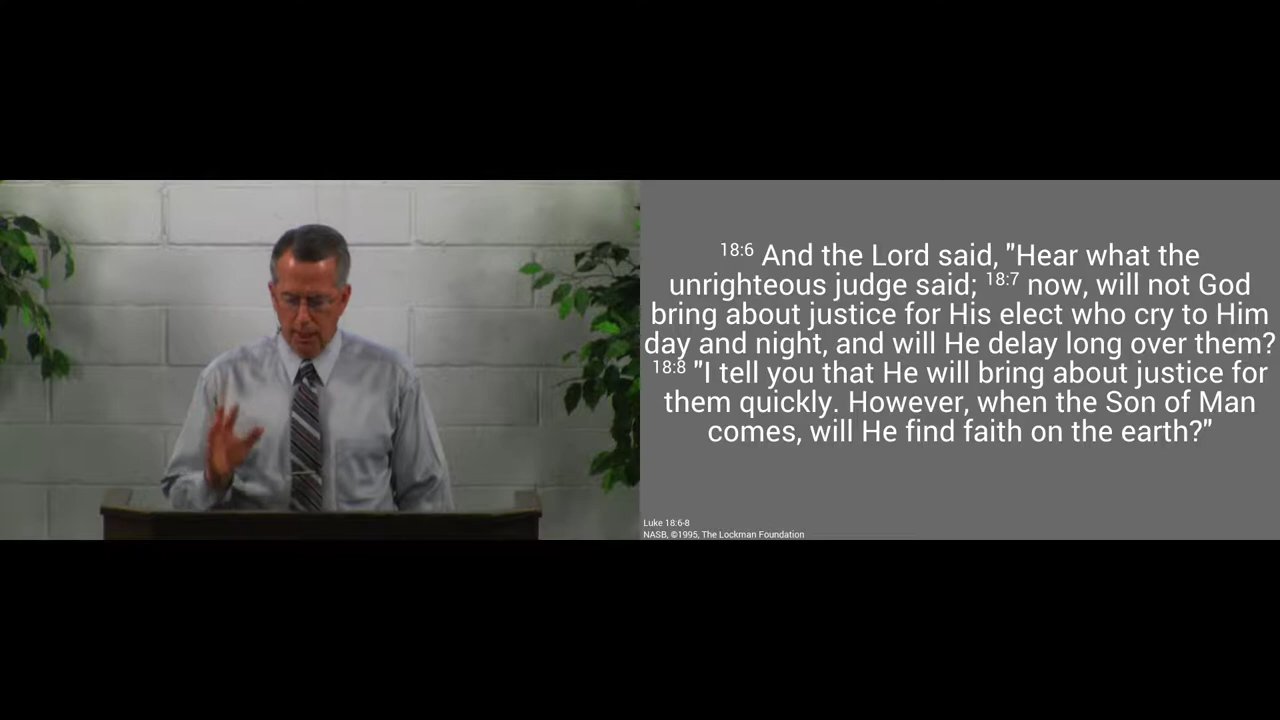 18:6 And the Lord said, "Hear what the
unrighteous judge said; 18:7 now, will not God
bring about justice for His elect who cry to Him
day and night, and will He delay long over them?
18:8 "I tell you that He will bring about justice for
them quickly. However, when the Son of Man
comes, will He find faith on the earth?"
Luke 18:6-8
NASB, ©1995, The Lockman Foundation